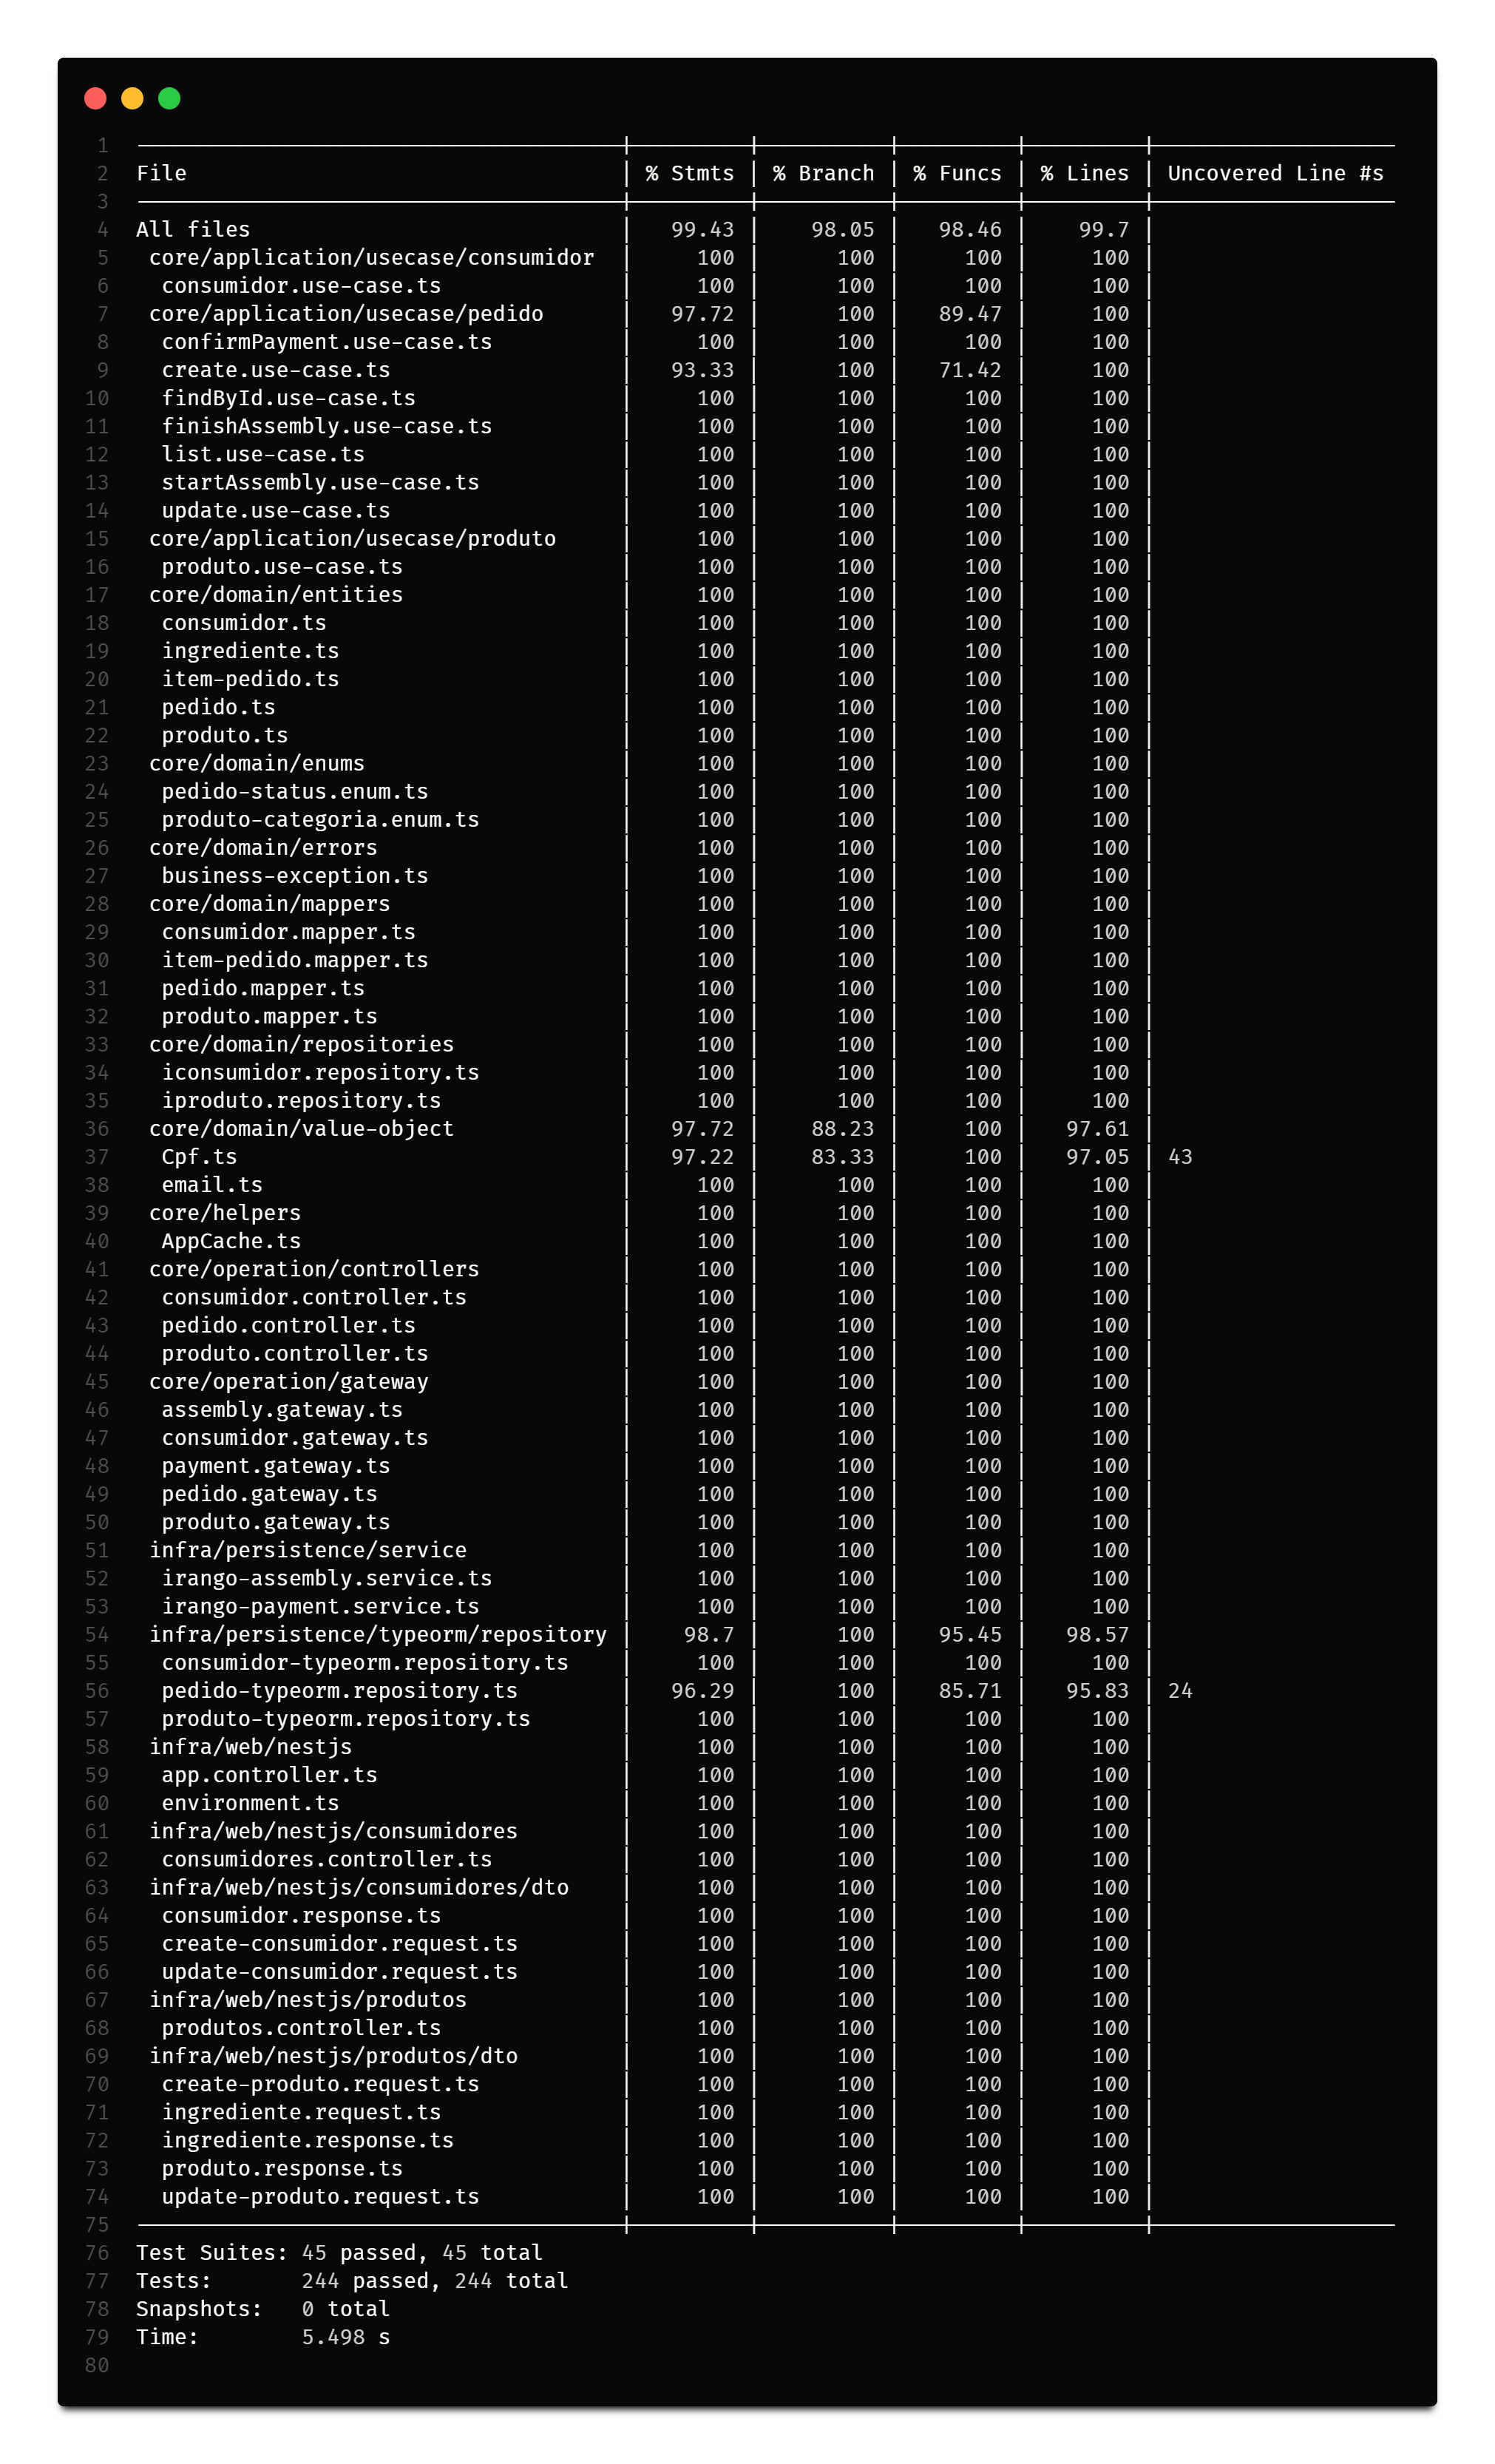 1 --------------------------------------|---------|----------|---------|---------|-------------------
2 File                                  | % Stmts | % Branch | % Funcs | % Lines | Uncovered Line #s
3 --------------------------------------|---------|----------|---------|---------|-------------------
4 All files                             |   99.43 |    98.05 |   98.46 |    99.7 |
5  core/application/usecase/consumidor  |     100 |      100 |     100 |     100 |
6   consumidor.use-case.ts              |     100 |      100 |     100 |     100 |
7  core/application/usecase/pedido      |   97.72 |      100 |   89.47 |     100 |
8   confirmPayment.use-case.ts          |     100 |      100 |     100 |     100 |
9   create.use-case.ts                  |   93.33 |      100 |   71.42 |     100 |
10   findById.use-case.ts                |     100 |      100 |     100 |     100 |
11   finishAssembly.use-case.ts          |     100 |      100 |     100 |     100 |
12   list.use-case.ts                    |     100 |      100 |     100 |     100 |
13   startAssembly.use-case.ts           |     100 |      100 |     100 |     100 |
14   update.use-case.ts                  |     100 |      100 |     100 |     100 |
15  core/application/usecase/produto     |     100 |      100 |     100 |     100 |
16   produto.use-case.ts                 |     100 |      100 |     100 |     100 |
17  core/domain/entities                 |     100 |      100 |     100 |     100 |
18   consumidor.ts                       |     100 |      100 |     100 |     100 |
19   ingrediente.ts                      |     100 |      100 |     100 |     100 |
20   item-pedido.ts                      |     100 |      100 |     100 |     100 |
21   pedido.ts                           |     100 |      100 |     100 |     100 |
22   produto.ts                          |     100 |      100 |     100 |     100 |
23  core/domain/enums                    |     100 |      100 |     100 |     100 |
24   pedido-status.enum.ts               |     100 |      100 |     100 |     100 |
25   produto-categoria.enum.ts           |     100 |      100 |     100 |     100 |
26  core/domain/errors                   |     100 |      100 |     100 |     100 |
27   business-exception.ts               |     100 |      100 |     100 |     100 |
28  core/domain/mappers                  |     100 |      100 |     100 |     100 |
29   consumidor.mapper.ts                |     100 |      100 |     100 |     100 |
30   item-pedido.mapper.ts               |     100 |      100 |     100 |     100 |
31   pedido.mapper.ts                    |     100 |      100 |     100 |     100 |
32   produto.mapper.ts                   |     100 |      100 |     100 |     100 |
33  core/domain/repositories             |     100 |      100 |     100 |     100 |
34   iconsumidor.repository.ts           |     100 |      100 |     100 |     100 |
35   iproduto.repository.ts              |     100 |      100 |     100 |     100 |
36  core/domain/value-object             |   97.72 |    88.23 |     100 |   97.61 |
37   Cpf.ts                              |   97.22 |    83.33 |     100 |   97.05 | 43
38   email.ts                            |     100 |      100 |     100 |     100 |
39  core/helpers                         |     100 |      100 |     100 |     100 |
40   AppCache.ts                         |     100 |      100 |     100 |     100 |
41  core/operation/controllers           |     100 |      100 |     100 |     100 |
42   consumidor.controller.ts            |     100 |      100 |     100 |     100 |
43   pedido.controller.ts                |     100 |      100 |     100 |     100 |
44   produto.controller.ts               |     100 |      100 |     100 |     100 |
45  core/operation/gateway               |     100 |      100 |     100 |     100 |
46   assembly.gateway.ts                 |     100 |      100 |     100 |     100 |
47   consumidor.gateway.ts               |     100 |      100 |     100 |     100 |
48   payment.gateway.ts                  |     100 |      100 |     100 |     100 |
49   pedido.gateway.ts                   |     100 |      100 |     100 |     100 |
50   produto.gateway.ts                  |     100 |      100 |     100 |     100 |
51  infra/persistence/service            |     100 |      100 |     100 |     100 |
52   irango-assembly.service.ts          |     100 |      100 |     100 |     100 |
53   irango-payment.service.ts           |     100 |      100 |     100 |     100 |
54  infra/persistence/typeorm/repository |    98.7 |      100 |   95.45 |   98.57 |
55   consumidor-typeorm.repository.ts    |     100 |      100 |     100 |     100 |
56   pedido-typeorm.repository.ts        |   96.29 |      100 |   85.71 |   95.83 | 24
57   produto-typeorm.repository.ts       |     100 |      100 |     100 |     100 |
58  infra/web/nestjs                     |     100 |      100 |     100 |     100 |
59   app.controller.ts                   |     100 |      100 |     100 |     100 |
60   environment.ts                      |     100 |      100 |     100 |     100 |
61  infra/web/nestjs/consumidores        |     100 |      100 |     100 |     100 |
62   consumidores.controller.ts          |     100 |      100 |     100 |     100 |
63  infra/web/nestjs/consumidores/dto    |     100 |      100 |     100 |     100 |
64   consumidor.response.ts              |     100 |      100 |     100 |     100 |
65   create-consumidor.request.ts        |     100 |      100 |     100 |     100 |
66   update-consumidor.request.ts        |     100 |      100 |     100 |     100 |
67  infra/web/nestjs/produtos            |     100 |      100 |     100 |     100 |
68   produtos.controller.ts              |     100 |      100 |     100 |     100 |
69  infra/web/nestjs/produtos/dto        |     100 |      100 |     100 |     100 |
70   create-produto.request.ts           |     100 |      100 |     100 |     100 |
71   ingrediente.request.ts              |     100 |      100 |     100 |     100 |
72   ingrediente.response.ts             |     100 |      100 |     100 |     100 |
73   produto.response.ts                 |     100 |      100 |     100 |     100 |
74   update-produto.request.ts           |     100 |      100 |     100 |     100 |
75 --------------------------------------|---------|----------|---------|---------|-------------------
76 Test Suites: 45 passed, 45 total
77 Tests:       244 passed, 244 total
78 Snapshots:   0 total
79 Time:        5.498 s
80